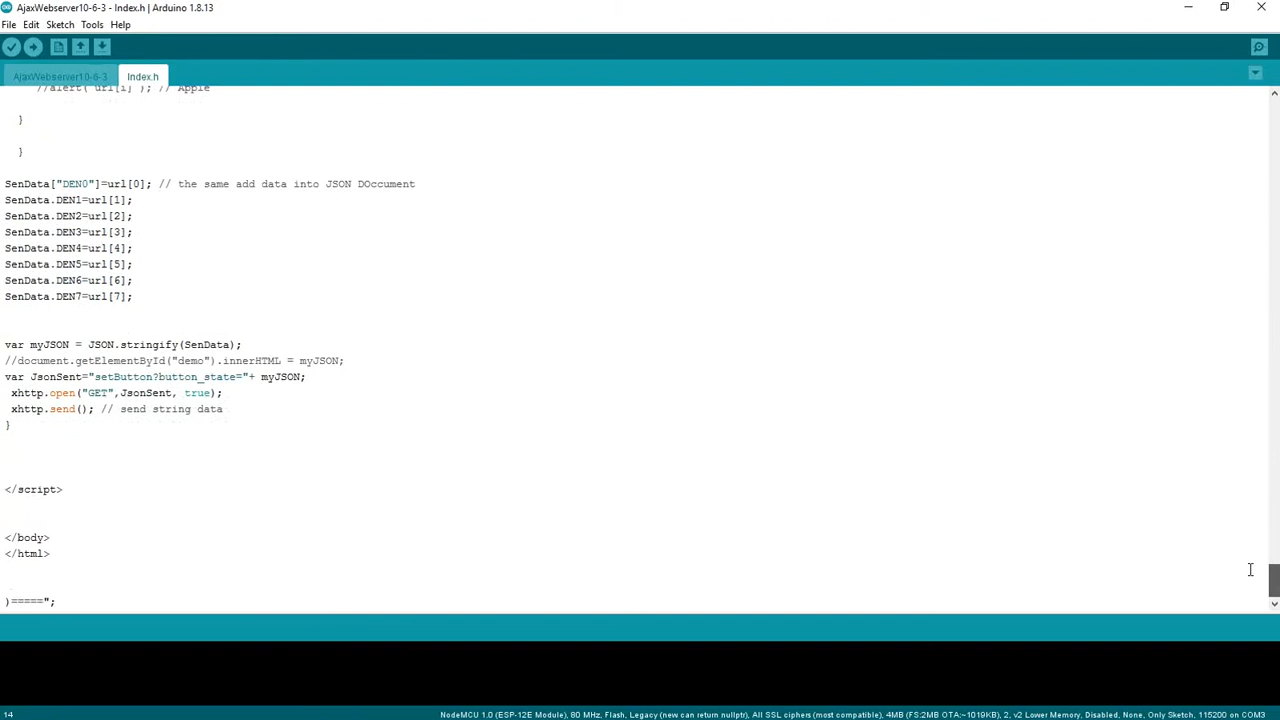 AjaxWebserver10-6-3 - Index.h | Arduino 1.8.13
File Edit Sketch Tools Help
AjaxWebserver10-6-3 Index.h
//alert( url[i] ); // Apple
}
}
SenData["DEN0"]=url[0]; // the same add data into JSON DOccument
SenData.DEN1=url[1];
SenData.DEN2=url[2];
SenData.DEN3=url[3];
SenData.DEN4=url[4];
SenData.DEN5=url[5];
SenData.DEN6=url[6];
SenData.DEN7=url[7];
var myJSON = JSON.stringify(SenData);
//document.getElementById("demo").innerHTML = myJSON;
var JsonSent="setButton?button_state="+ myJSON;
xhttp.open("GET",JsonSent, true);
xhttp.send(); // send string data
}
</script>
</body>
</html>
)=====";
14 NodeMCU 1.0 (ESP-12E Module), 80 MHz, Flash, Legacy (new can return nullptr), All SSL ciphers (most compatible), 4MB (FS:2MB OTA:~1019KB), 2, v2 Lower Memory, Disabled, None, Only Sketch, 115200 on COM3